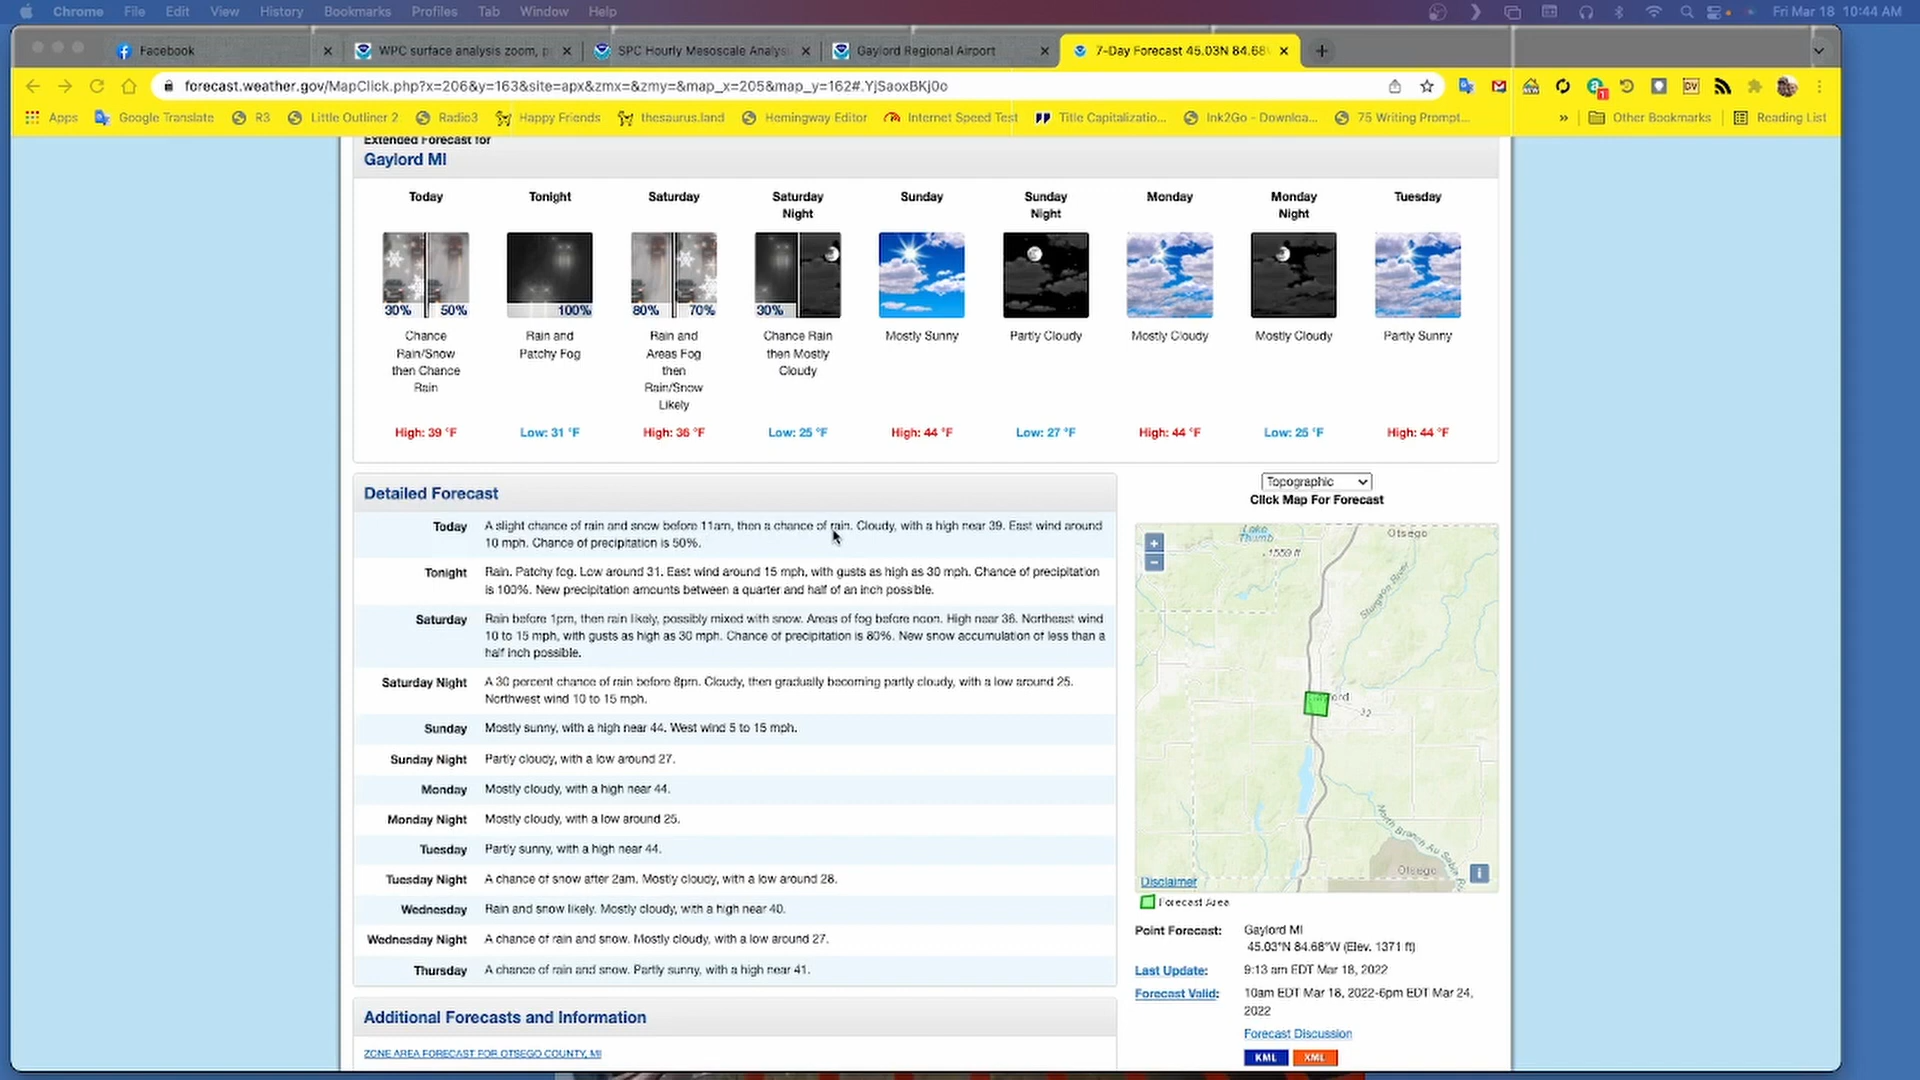 Chrome File Edit View History Bookmarks Profiles Tab Window Help Fri Mar 18 10:44 AM
Facebook WPC surface analysis zoom, p SPC Hourly Mesoscale Analys Gaylord Regional Airport 7-Day Forecast 45.03N 84.68
forecast.weather.gov/MapClick.php?x=206&y=163&site=apx&zmx=&zmy=&map_x=205&map_y=162#.YjSaoxBKj0o
Apps Google Translate R3 Little Outliner 2 Radio3 Happy Friends thesaurus.land Hemingway Editor Internet Speed Test Title Capitalizatio... Ink2Go - Downloa... 75 Writing Prompt... » Other Bookmarks Reading List
Extended Forecast for
Gaylord MI
Today Tonight Saturday Saturday Night Sunday Sunday Night Monday Monday Night Tuesday
30% 50% 100% 80% 70% 30%
Chance Rain/Snow then Chance Rain
Rain and Patchy Fog
Rain and Areas Fog then Rain/Snow Likely
Chance Rain then Mostly Cloudy
Mostly Sunny
Partly Cloudy
Mostly Cloudy
Mostly Cloudy
Partly Sunny
High: 39 °F Low: 31 °F High: 36 °F Low: 25 °F High: 44 °F Low: 27 °F High: 44 °F Low: 25 °F High: 44 °F
Detailed Forecast
Today A slight chance of rain and snow before 11am, then a chance of rain. Cloudy, with a high near 39. East wind around
10 mph. Chance of precipitation is 50%.
Tonight Rain. Patchy fog. Low around 31. East wind around 15 mph, with gusts as high as 30 mph. Chance of precipitation
is 100%. New precipitation amounts between a quarter and half of an inch possible.
Saturday Rain before 1pm, then rain likely, possibly mixed with snow. Areas of fog before noon. High near 36. Northeast wind
10 to 15 mph, with gusts as high as 30 mph. Chance of precipitation is 80%. New snow accumulation of less than a
half inch possible.
Saturday Night A 30 percent chance of rain before 8pm. Cloudy, then gradually becoming partly cloudy, with a low around 25.
Northwest wind 10 to 15 mph.
Sunday Mostly sunny, with a high near 44. West wind 5 to 15 mph.
Sunday Night Partly cloudy, with a low around 27.
Monday Mostly cloudy, with a high near 44.
Monday Night Mostly cloudy, with a low around 25.
Tuesday Partly sunny, with a high near 44.
Tuesday Night A chance of snow after 2am. Mostly cloudy, with a low around 28.
Wednesday Rain and snow likely. Mostly cloudy, with a high near 40.
Wednesday Night A chance of rain and snow. Mostly cloudy, with a low around 27.
Thursday A chance of rain and snow. Partly sunny, with a high near 41.
Additional Forecasts and Information
ZONE AREA FORECAST FOR OTSEGO COUNTY, MI
Topographic
Click Map For Forecast
Lake Thumb
1559 ft
Otsego
Sturgeon River
32
North Branch Au Sable
Otsego
Disclaimer
Forecast Area
Point Forecast: Gaylord MI
45.03°N 84.68°W (Elev. 1371 ft)
Last Update: 9:13 am EDT Mar 18, 2022
Forecast Valid: 10am EDT Mar 18, 2022-6pm EDT Mar 24,
2022
Forecast Discussion
KML XML